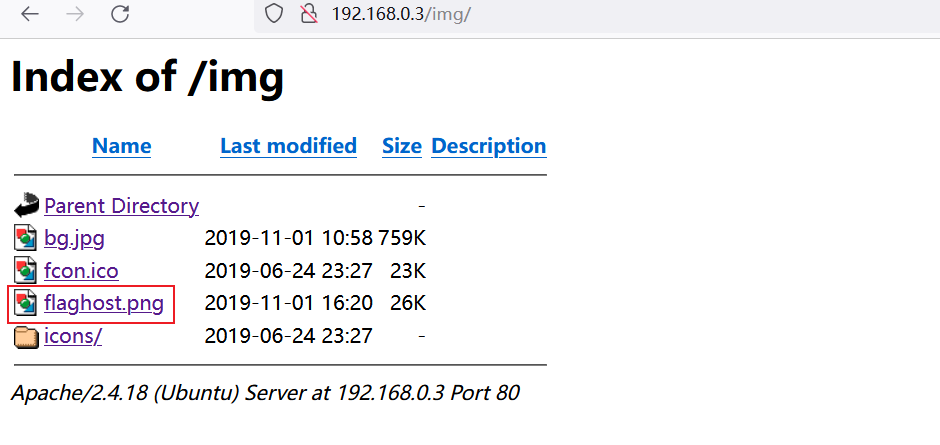 192.168.0.3/img/
Index of /img
Name Last modified Size Description
Parent Directory -
bg.jpg 2019-11-01 10:58 759K
fcon.ico 2019-06-24 23:27 23K
flaghost.png 2019-11-01 16:20 26K
icons/ 2019-06-24 23:27 -
Apache/2.4.18 (Ubuntu) Server at 192.168.0.3 Port 80